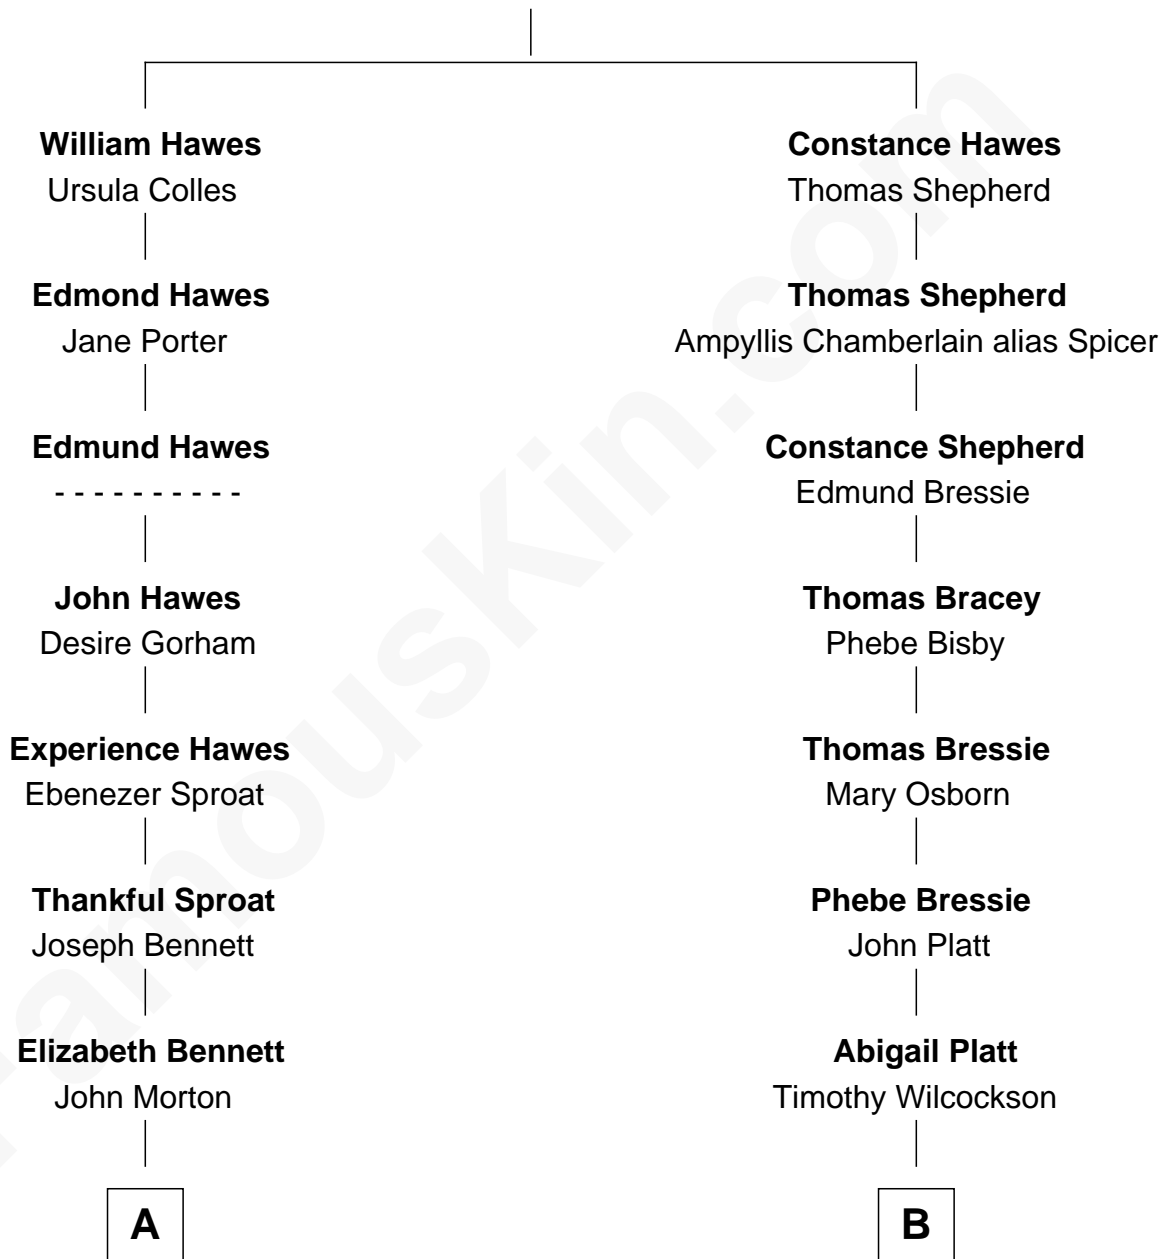 William Hawes
Ursula Colles
Edmond Hawes
Jane Porter
Edmund Hawes
- - - - - - - - - -
John Hawes
Desire Gorham
Experience Hawes
Ebenezer Sproat
Thankful Sproat
Joseph Bennett
Elizabeth Bennett
John Morton
A
Constance Hawes
Thomas Shepherd
Thomas Shepherd
Ampyllis Chamberlain alias Spicer
Constance Shepherd
Edmund Bressie
Thomas Bracey
Phebe Bisby
Thomas Bressie
Mary Osborn
Phebe Bressie
John Platt
Abigail Platt
Timothy Wilcockson
B
FamousKin.com